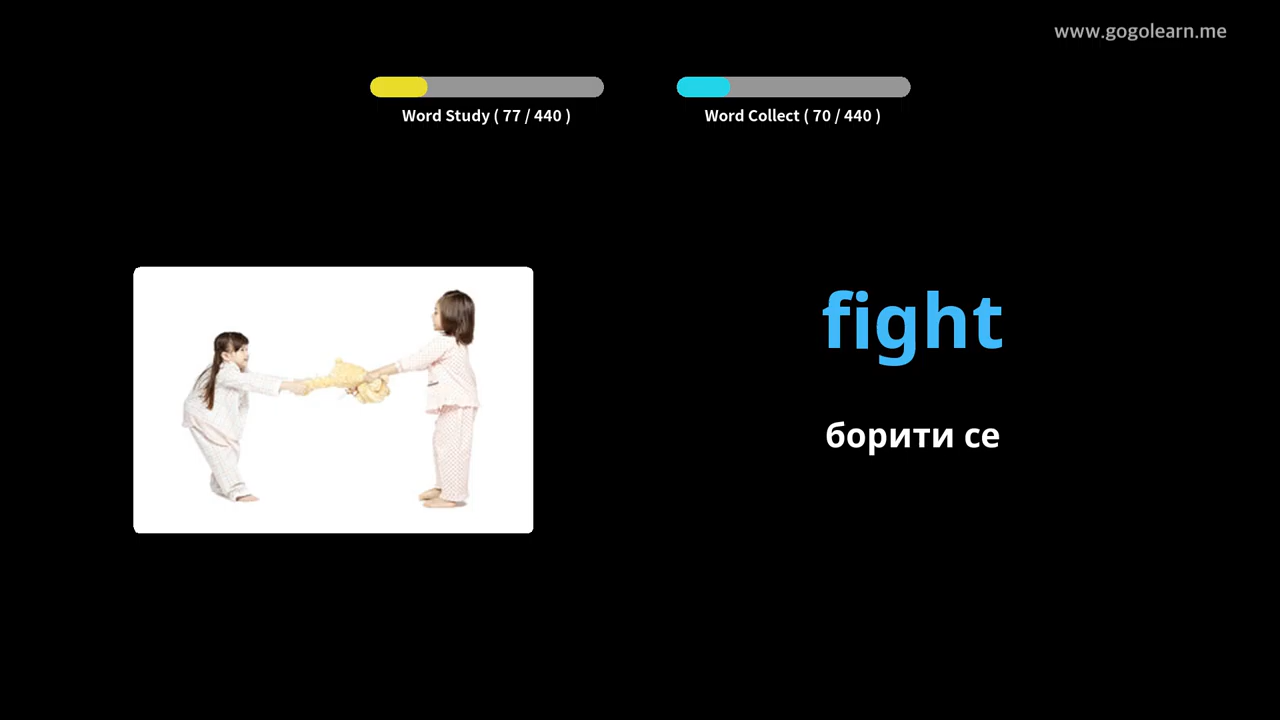 www.gogolearn.me
Word Study ( 77 / 440 )
Word Collect ( 70 / 440 )
fight
борити се